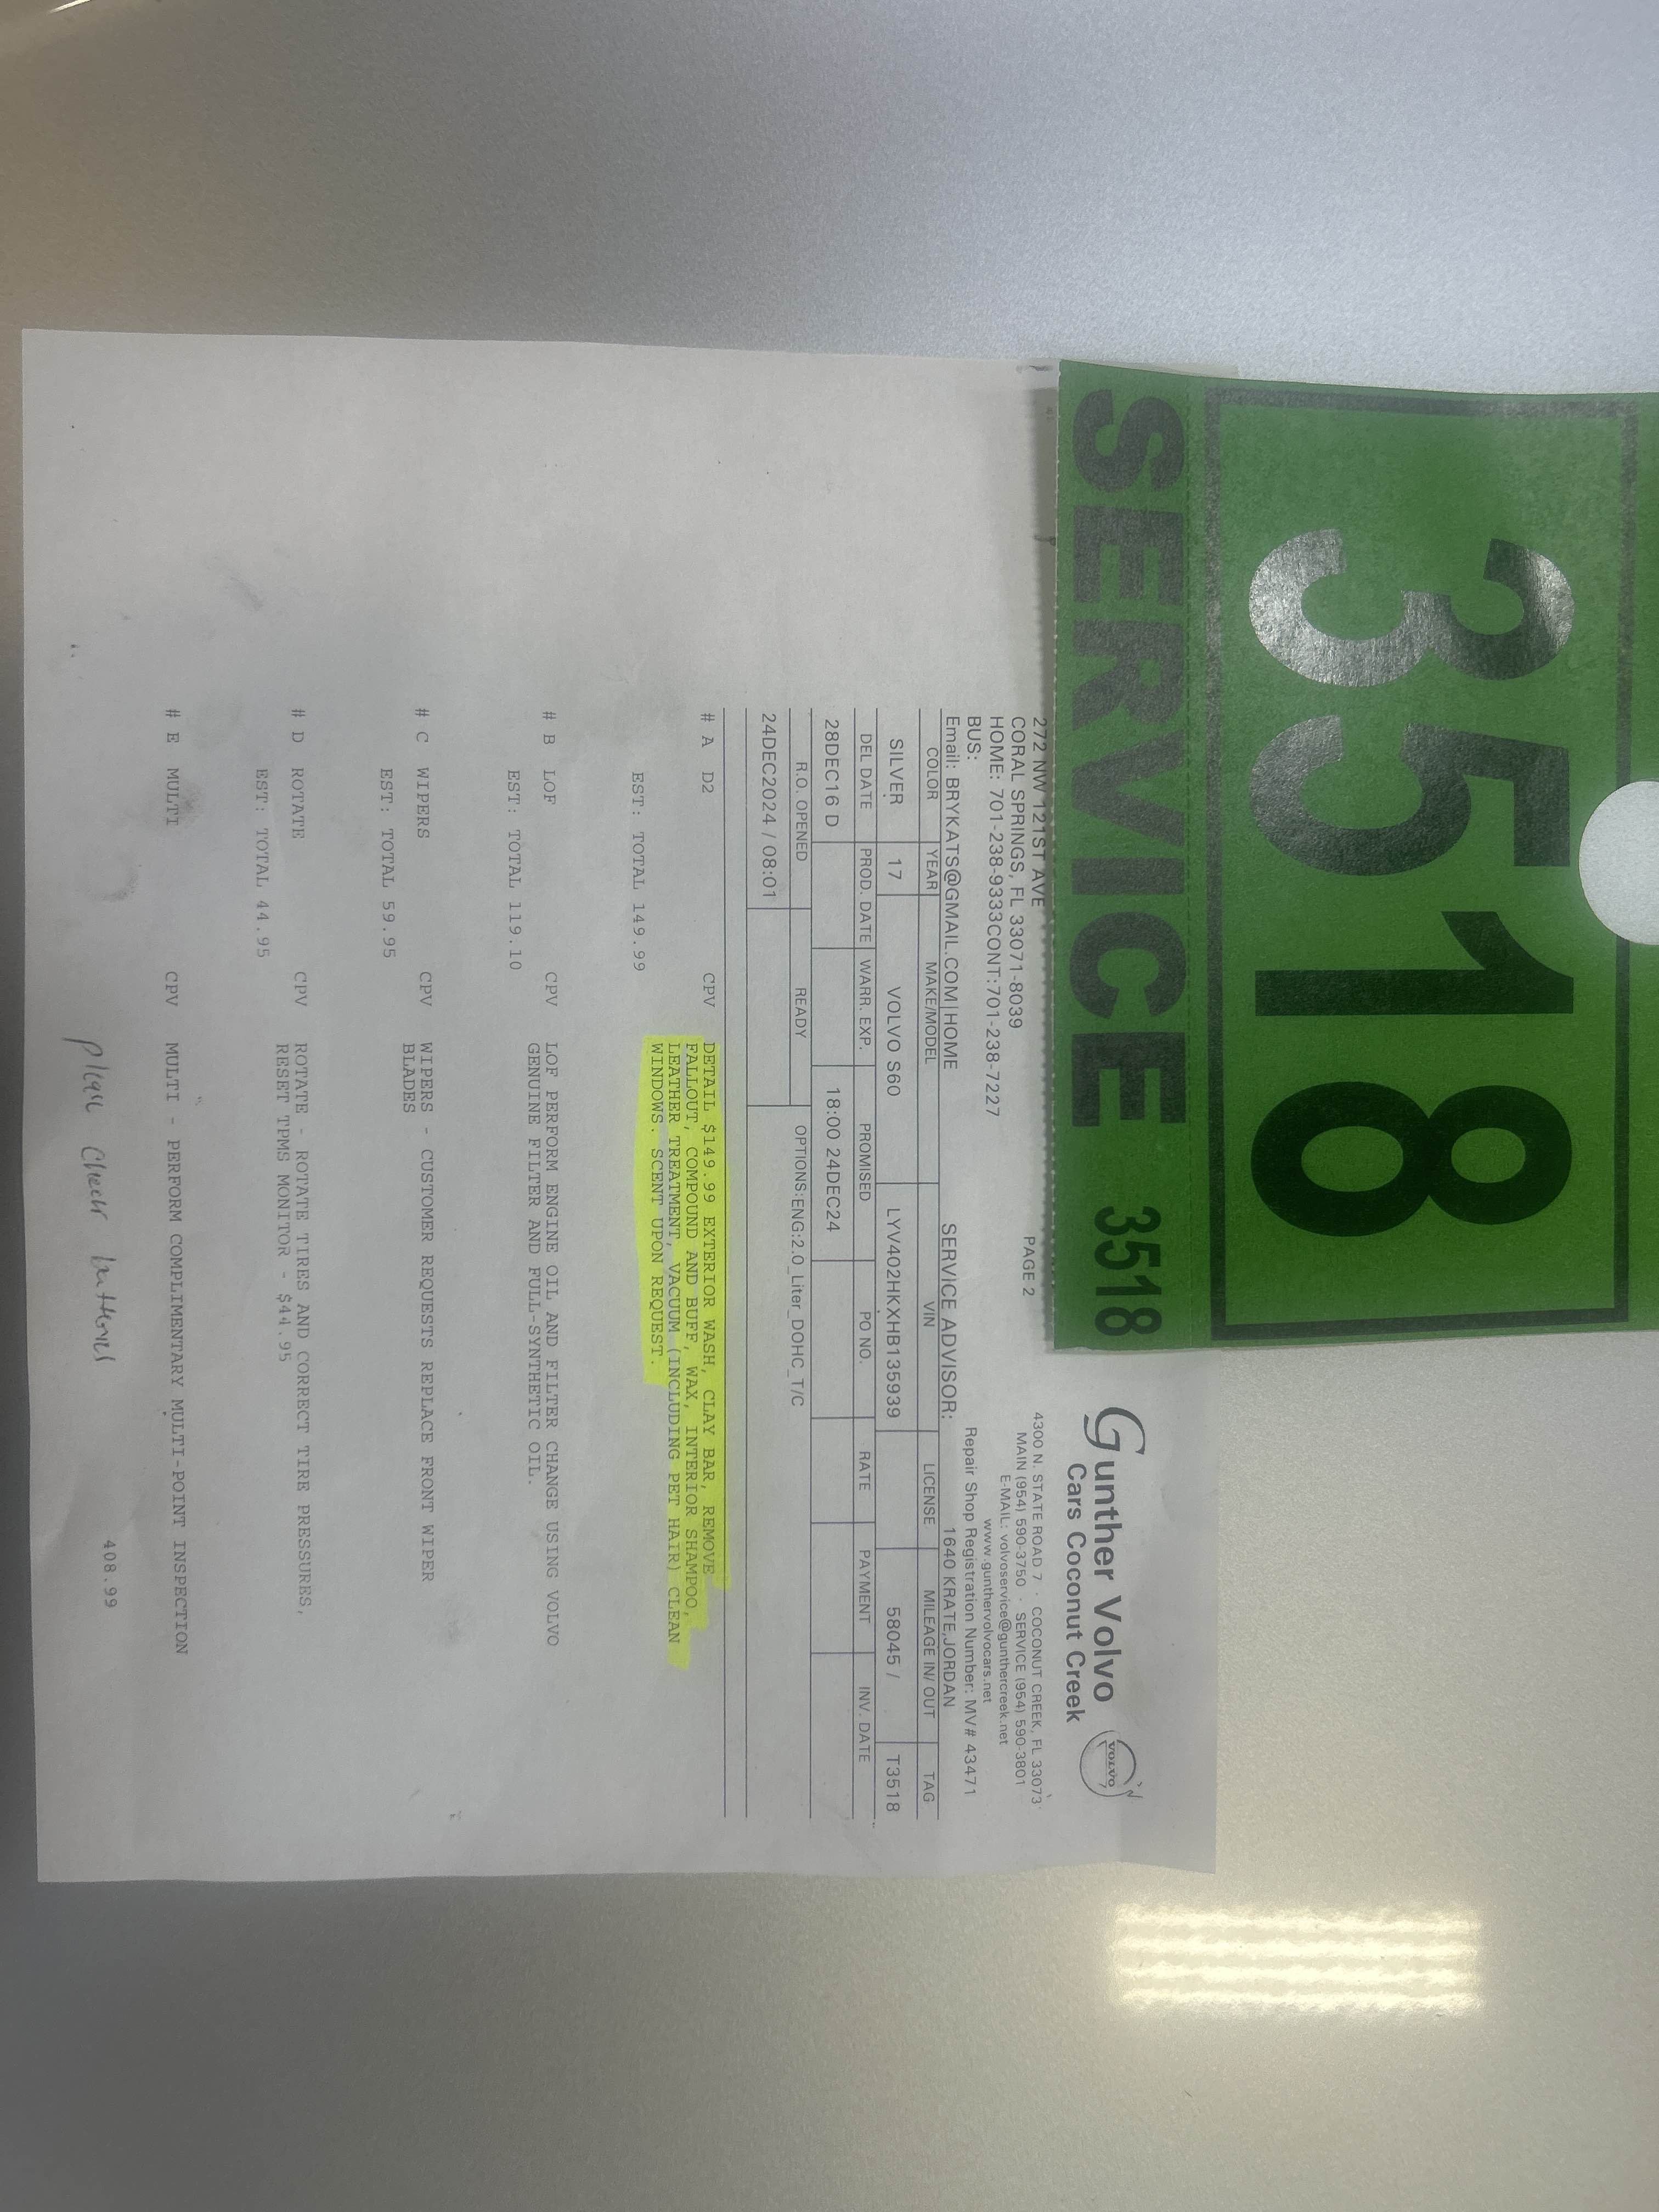 3518
SERVICE 3518
Gunther Volvo
Cars Coconut Creek
VOLVO
4300 N. STATE ROAD 7 · COCONUT CREEK, FL 33073
MAIN (954) 590-3750 · SERVICE (954) 590-3801
E-MAIL: volvoservice@gunthercreek.net
www.gunthervolvocars.net
Repair Shop Registration Number: MV# 43471
272 NW 121ST AVE
PAGE 2
CORAL SPRINGS, FL 33071-8039
HOME: 701-238-9333CONT:701-238-7227
BUS:
Email: BRYKATS@GMAIL.COM|HOME
SERVICE ADVISOR: 1640 KRATE,JORDAN
COLOR YEAR MAKE/MODEL VIN LICENSE MILEAGE IN/ OUT TAG
SILVER 17 VOLVO S60 LYV402HKXHB135939 58045 / T3518
DEL DATE PROD. DATE WARR. EXP. PROMISED PO NO. RATE PAYMENT INV. DATE
28DEC16 D 18:00 24DEC24
R.O. OPENED READY OPTIONS:ENG:2.0_Liter_DOHC_T/C
24DEC2024 / 08:01
# A D2 CPV DETAIL $149.99 EXTERIOR WASH, CLAY BAR, REMOVE
FALLOUT, COMPOUND AND BUFF, WAX, INTERIOR SHAMPOO,
LEATHER TREATMENT, VACUUM (INCLUDING PET HAIR) CLEAN
WINDOWS. SCENT UPON REQUEST.
EST: TOTAL 149.99
# B LOF CPV LOF PERFORM ENGINE OIL AND FILTER CHANGE USING VOLVO
GENUINE FILTER AND FULL-SYNTHETIC OIL.
EST: TOTAL 119.10
# C WIPERS CPV WIPERS - CUSTOMER REQUESTS REPLACE FRONT WIPER
BLADES
EST: TOTAL 59.95
# D ROTATE CPV ROTATE - ROTATE TIRES AND CORRECT TIRE PRESSURES,
RESET TPMS MONITOR - $44.95
EST: TOTAL 44.95
# E MULTI CPV MULTI - PERFORM COMPLIMENTARY MULTI-POINT INSPECTION
408.99
please check